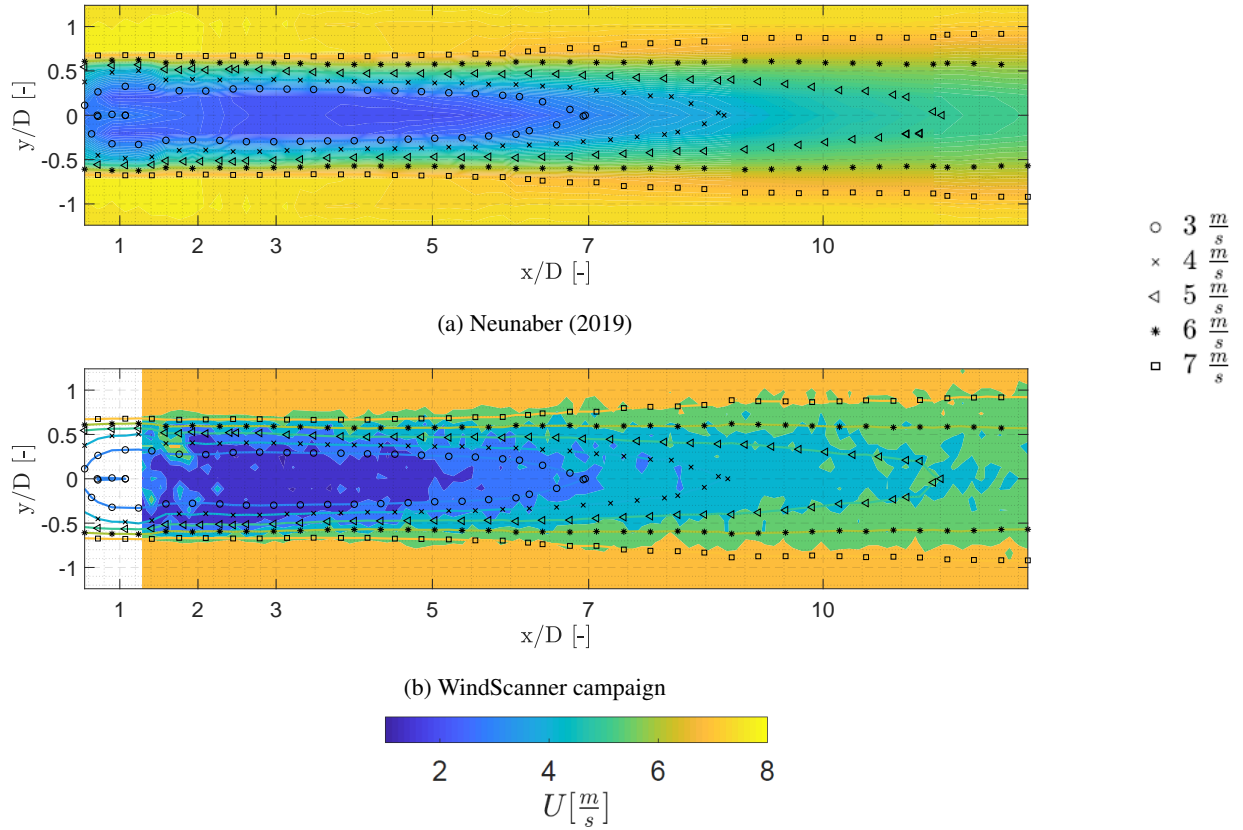 1
0.5
0
-0.5
-1
y/D [-]
1 2 3 5 7 10
x/D [-]
(a) Neunaber (2019)
3 m/s
4 m/s
5 m/s
6 m/s
7 m/s
1
0.5
0
-0.5
-1
y/D [-]
1 2 3 5 7 10
x/D [-]
(b) WindScanner campaign
2 4 6 8
U[m/s]